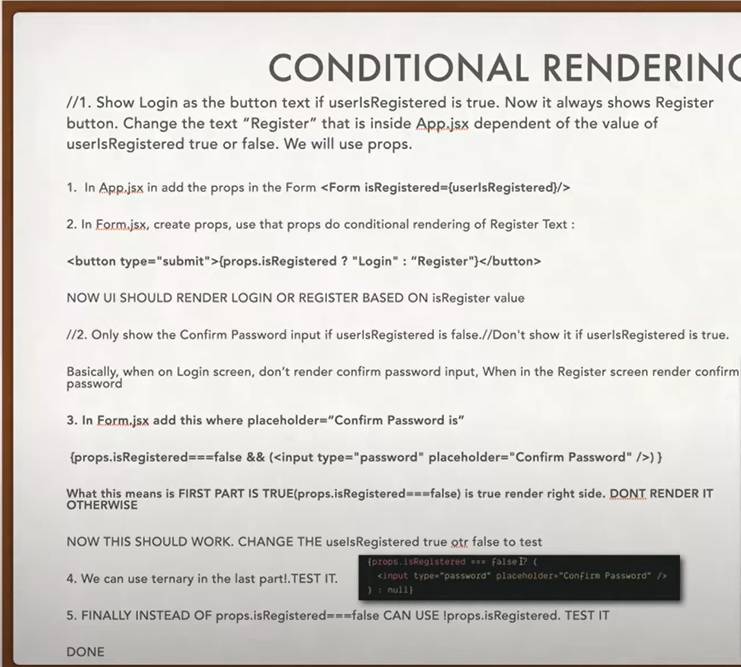 CONDITIONAL RENDERING
//1. Show Login as the button text if userIsRegistered is true. Now it always shows Register
button. Change the text “Register” that is inside App.jsx dependent of the value of
userIsRegistered true or false. We will use props.
1. In App.jsx in add the props in the Form <Form isRegistered={userIsRegistered}/>
2. In Form.jsx, create props, use that props do conditional rendering of Register Text :
<button type="submit">{props.isRegistered ? "Login" : “Register"}</button>
NOW UI SHOULD RENDER LOGIN OR REGISTER BASED ON isRegister value
//2. Only show the Confirm Password input if userIsRegistered is false.//Don't show it if userIsRegistered is true.
Basically, when on Login screen, don’t render confirm password input, When in the Register screen render confirm
password
3. In Form.jsx add this where placeholder=“Confirm Password is”
{props.isRegistered===false && (<input type="password" placeholder="Confirm Password" />) }
What this means is FIRST PART IS TRUE(props.isRegistered===false) is true render right side. DONT RENDER IT
OTHERWISE
NOW THIS SHOULD WORK. CHANGE THE useIsRegistered true otr false to test
{props.isRegistered === false ? (
<input type="password" placeholder="Confirm Password" />
) : null}
4. We can use ternary in the last part!.TEST IT.
5. FINALLY INSTEAD OF props.isRegistered===false CAN USE !props.isRegistered. TEST IT
DONE